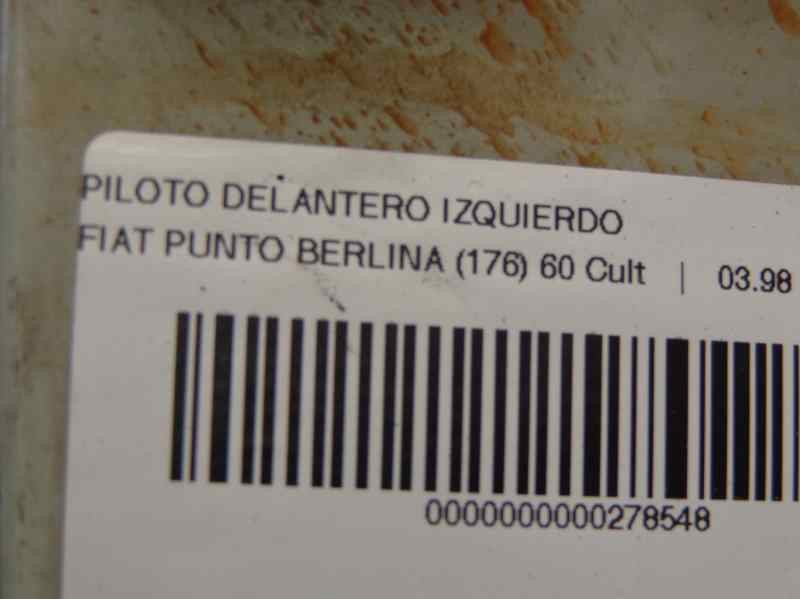 PILOTO DELANTERO IZQUIERDO
FIAT PUNTO BERLINA (176) 60 Cult | 03.98
0000000000278548